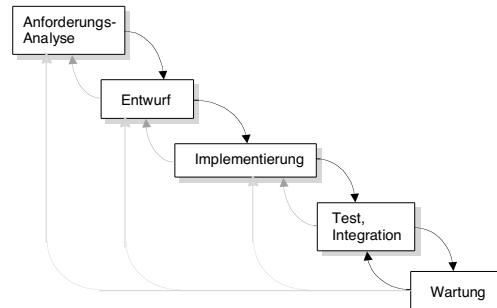 Anforderungs-
Analyse
Entwurf
Implementierung
Test,
Integration
Wartung